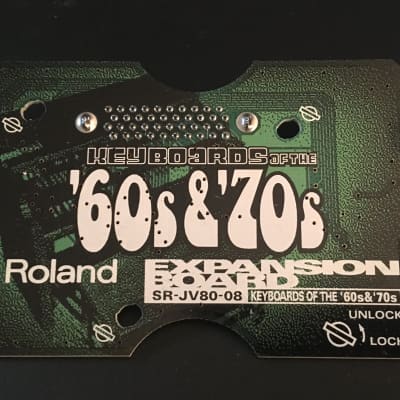 KEYBOARDS OF THE
'60s & '70s
Roland
EXPANSION
BOARD
SR-JV80-08 KEYBOARDS OF THE '60s&'70s
UNLOCK
LOCK